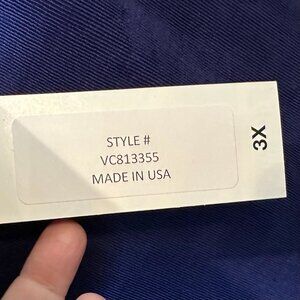 STYLE #
VC813355
MADE IN USA
3X